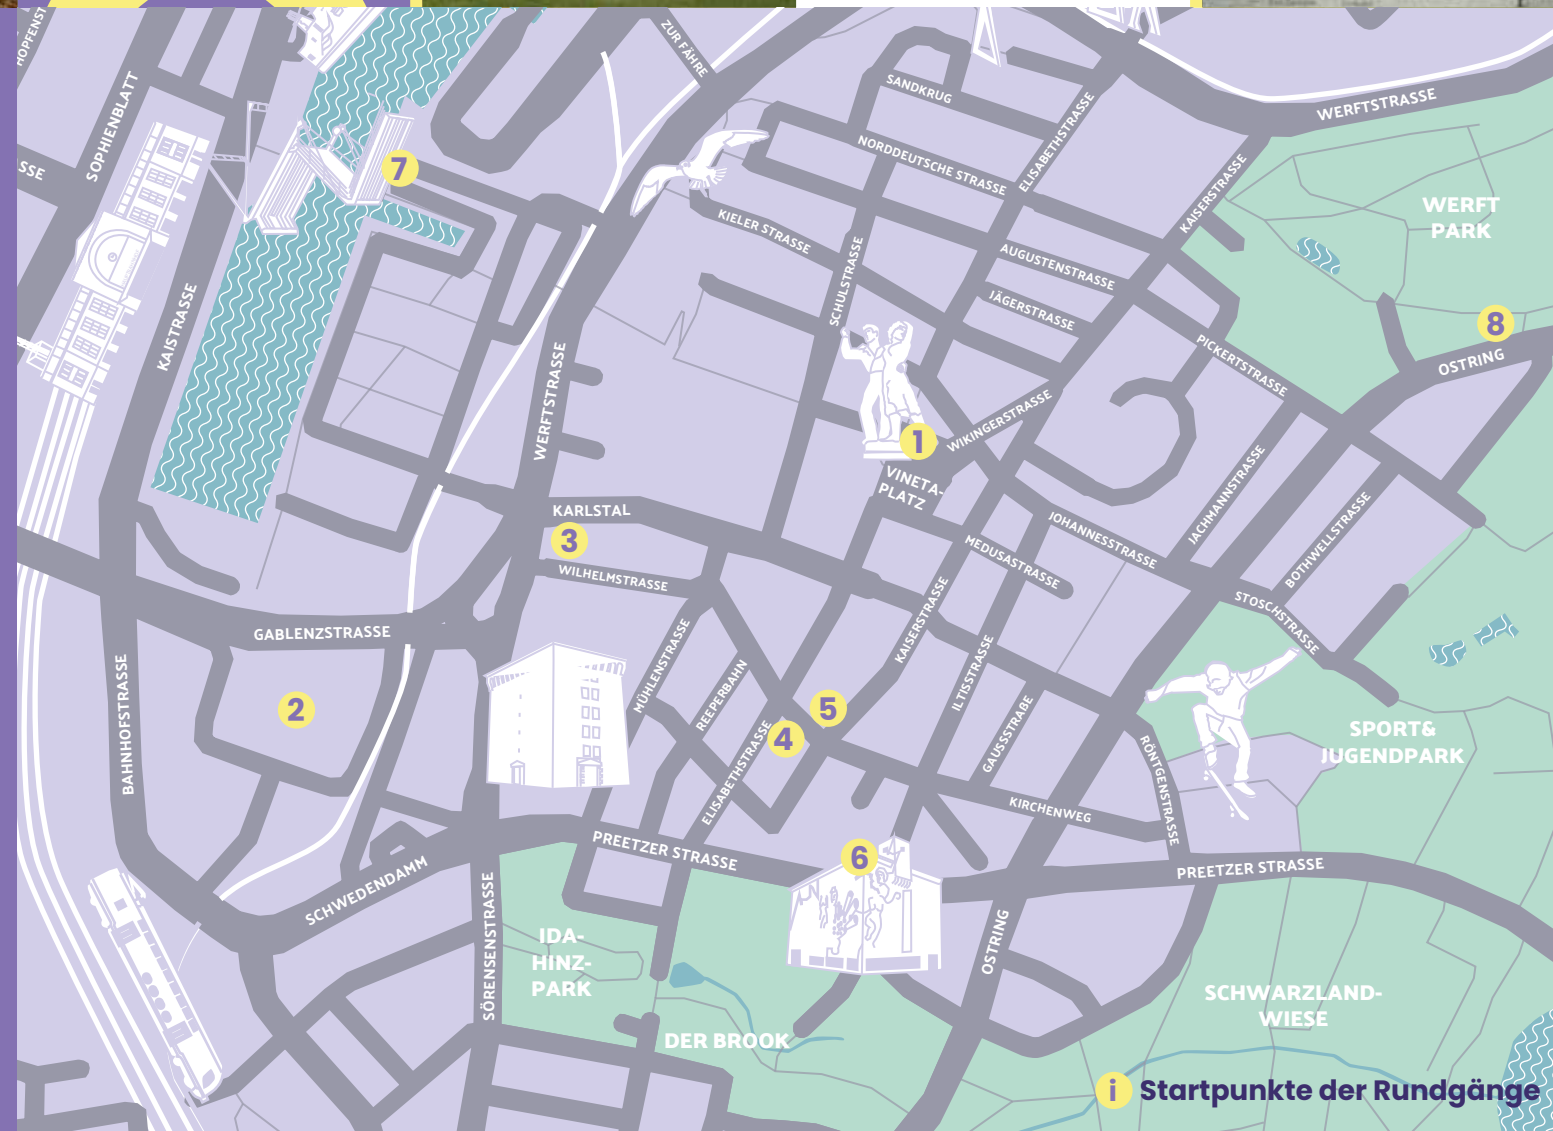 HOPFENST
ZUR FÄHRE
SOPHIENBLATT
SANDKRUG
WERFTSTRASSE
ELISABETHSTRASSE
NORDDEUTSCHE STRASSE
7
SSE
KAISERSTRASSE
WERFT
PARK
KIELER STRASSE
AUGUSTENSTRASSE
SCHULSTRASSE
JÄGERSTRASSE
KAISTRASSE
8
OSTRING
PICKERTSTRASSE
WERFTSTRASSE
WIKINGERSTRASSE
1
VINETA-
PLATZ
JACHMANNSTRASSE
KARLSTAL
3
JOHANNESSTRASSE
BOTHWELLSTRASSE
MEDUSASTRASSE
WILHELMSTRASSE
KAISERSTRASSE
STOSCHSTRASSE
GABLENZSTRASSE
MÜHLENSTRASSE
ILTISSTRASSE
REEPERBAHN
BAHNHOFSTRASSE
2
5
4
GAUSSSTRAßE
SPORT&
JUGENDPARK
ELISABETHSTRASSE
RÖNTGENSTRASSE
KIRCHENWEG
PREETZER STRASSE
6
PREETZER STRASSE
SCHWEDENDAMM
SÖRENSENSTRASSE
IDA-
HINZ-
PARK
OSTRING
SCHWARZLAND-
WIESE
DER BROOK
i Startpunkte der Rundgänge